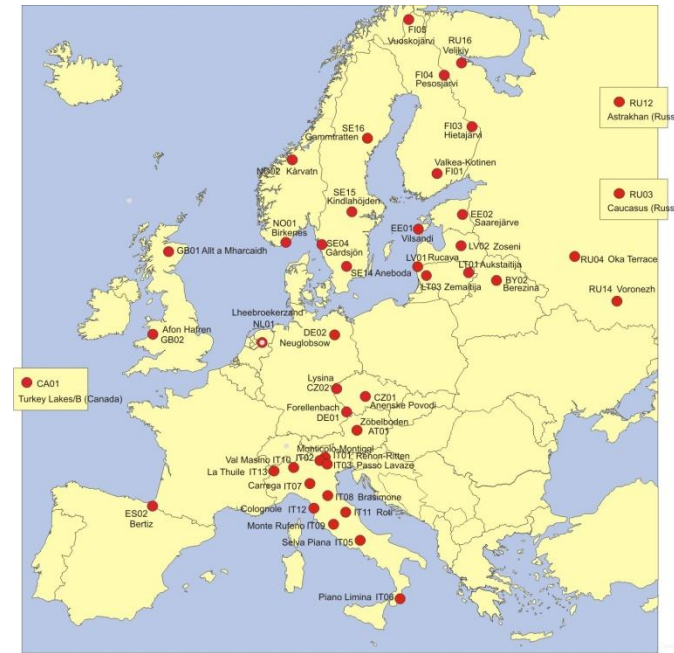 FI05
Vuoskojärvi
RU16
Velikiy
FI04
Pesosjärvi
RU12
Astrakhan (Russ
SE16
Gammtratten
FI03
Hietajärvi
NO02 Kårvatn
Valkea-Kotinen
FI01
RU03
Caucasus (Russ
SE15
Kindlahöjden
NO01
Birkenes
EE02
Saarejärve
EE01
Vilsandi
SE04
Gårdsjön
GB01 Allt a Mharcaidh
LV02 Zoseni
LV01 Rucava
RU04 Oka Terrace
SE14 Aneboda
LT01 Aukstaitija
LT03 Zemaitija
BY02
Berezina
RU14 Voronezh
Lheebroekerzand
NL01
Afon Hafren
GB02
DE02
Neuglobsow
CA01
Turkey Lakes/B (Canada)
Lysina
CZ02
CZ01
Anenske Povodi
Forellenbach
DE01
Zöbelboden
AT01
Monticolo-Montiggl
IT02
IT01 Renon-Ritten
Val Masino IT10
IT03 Passo Lavaze
La Thuile IT13
Carrega IT07
IT08 Brasimone
Colognole IT12
IT11 Roti
Monte Rufeno IT09
Selva Piana IT05
ES02
Bertiz
Piano Limina IT06